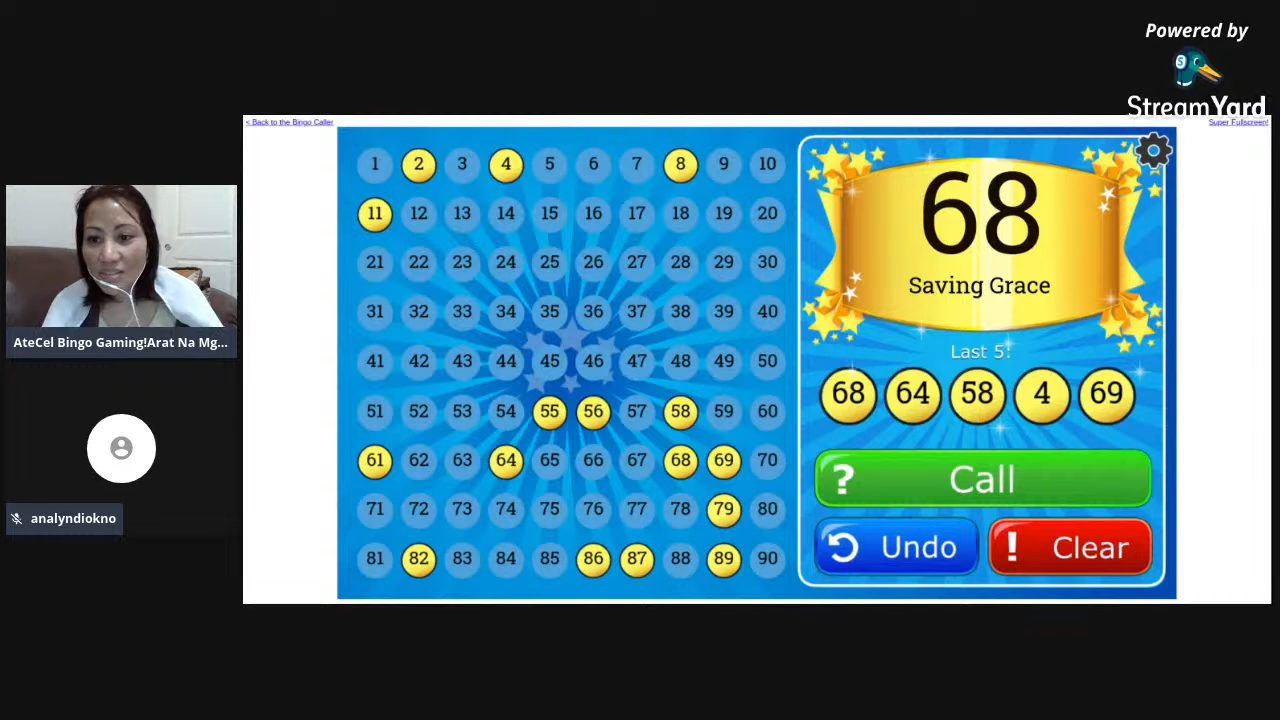 Powered by
StreamYard
< Back to the Bingo Caller
Super Fullscreen!
1 2 3 4 5 6 7 8 9 10
11 12 13 14 15 16 17 18 19 20
21 22 23 24 25 26 27 28 29 30
31 32 33 34 35 36 37 38 39 40
41 42 43 44 45 46 47 48 49 50
51 52 53 54 55 56 57 58 59 60
61 62 63 64 65 66 67 68 69 70
71 72 73 74 75 76 77 78 79 80
81 82 83 84 85 86 87 88 89 90
68
Saving Grace
Last 5:
68 64 58 4 69
? Call
Undo
! Clear
AteCel Bingo Gaming!Arat Na Mg...
analyndiokno